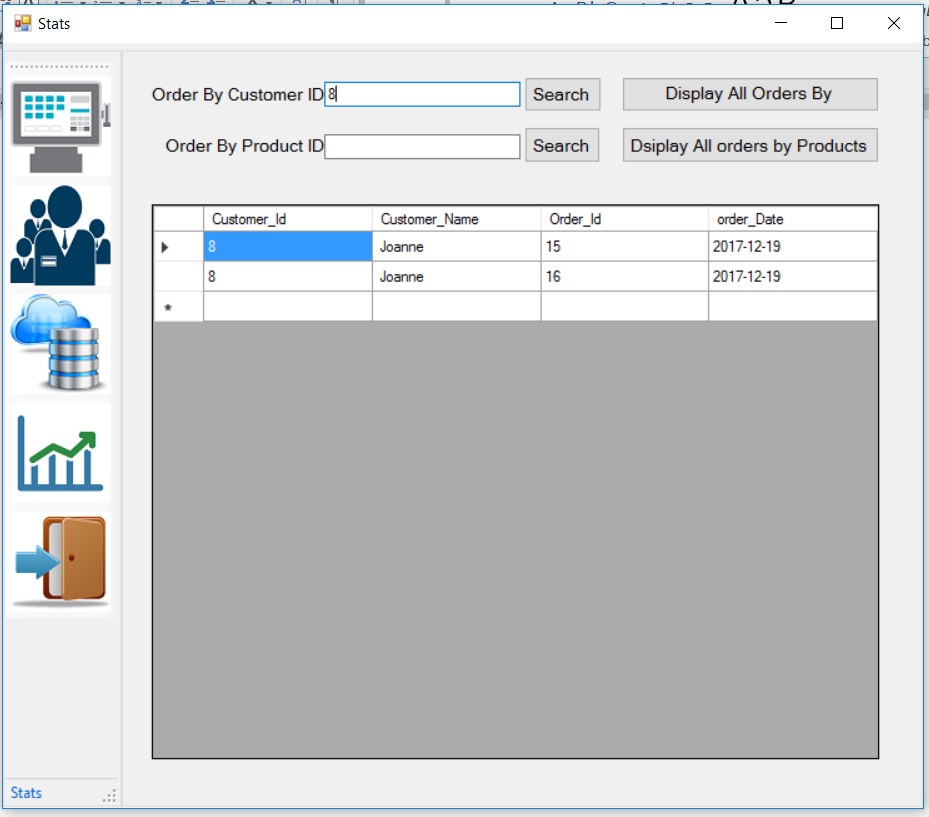 Stats
Order By Customer ID 8 Search Display All Orders By
Order By Product ID Search Dsiplay All orders by Products
Customer_Id Customer_Name Order_Id order_Date
8 Joanne 15 2017-12-19
8 Joanne 16 2017-12-19
*
Stats